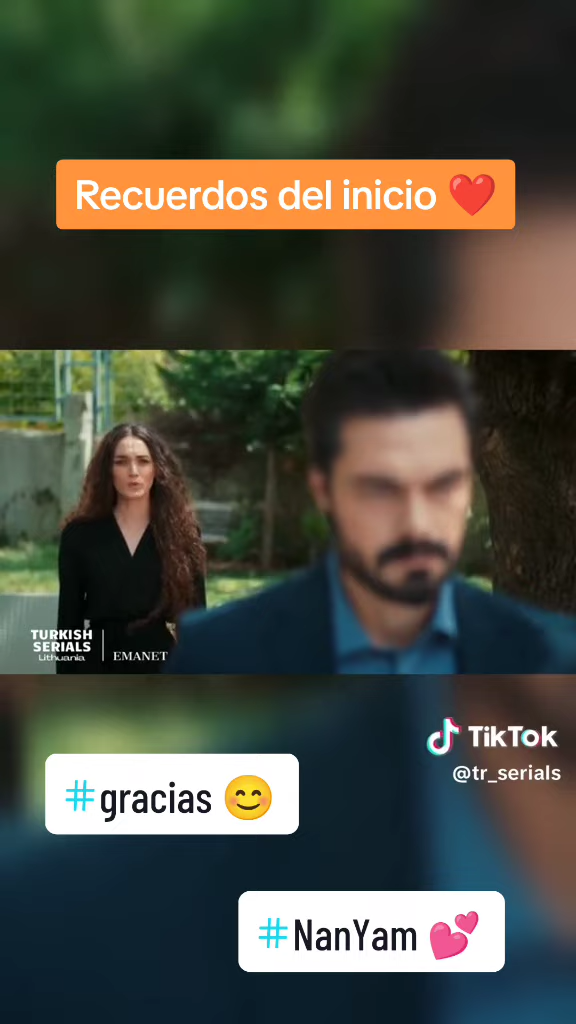 Recuerdos del inicio ❤️
TURKISH
SERIALS
Lithuania
EMANET
TikTok
@tr_serials
#gracias 😊
#NanYam 💕